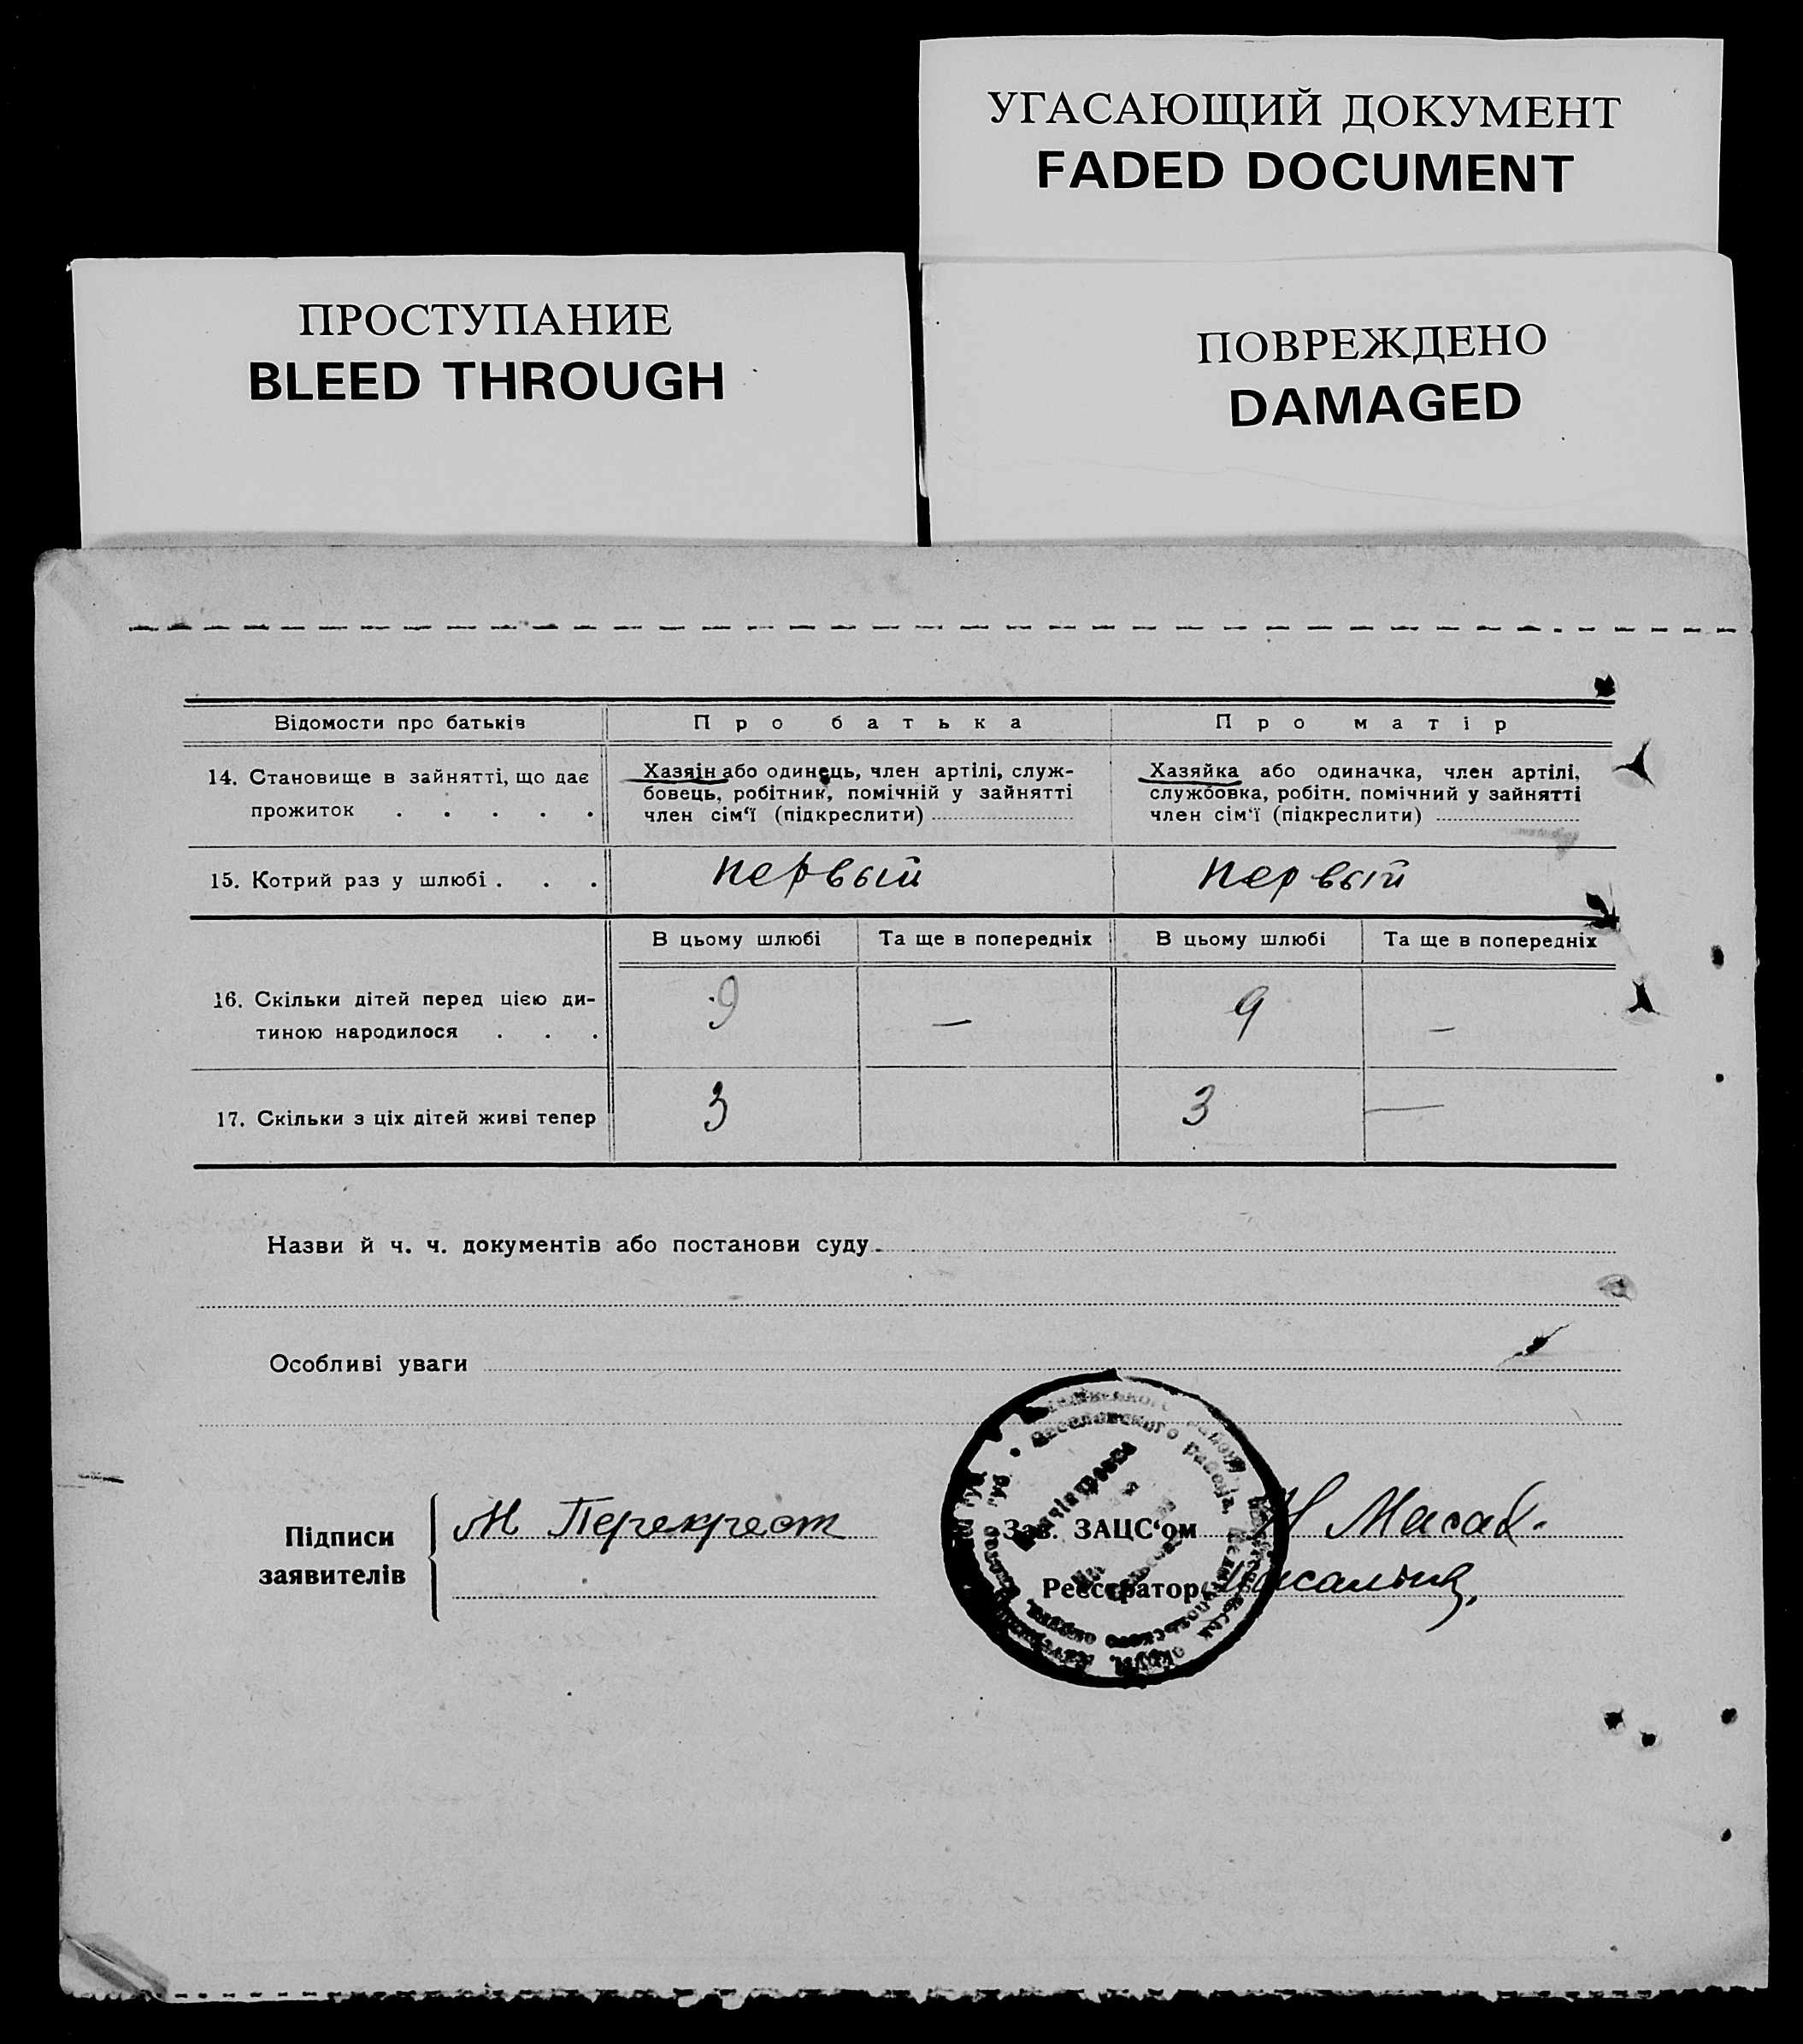 УГАСАЮЩИЙ ДОКУМЕНТ
FADED DOCUMENT
ПРОСТУПАНИЕ
BLEED THROUGH
ПОВРЕЖДЕНО
DAMAGED
Відомости про батьків
Про батька
Про матір
14. Становище в зайнятті, що дає
прожиток . . . . .
Хазяїн або одинець, член артілі, служ-
бовець, робітник, помічній у зайнятті
член сім'ї (підкреслити)
Хазяйка або одиначка, член артілі,
службовка, робітн. помічний у зайнятті
член сім'ї (підкреслити)
15. Котрий раз у шлюбі . . .
первый
первый
В цьому шлюбі
Та ще в попередніх
В цьому шлюбі
Та ще в попередніх
16. Скільки дітей перед цією ди-
тиною народилося . . .
9
—
9
—
17. Скільки з ціх дітей живі тепер
3
3
—
Назви й ч. ч. документів або постанови суду
Особливі уваги
Підписи
заявителів
М Перекрест
Зав. ЗАЦС'ом
Реєстратор